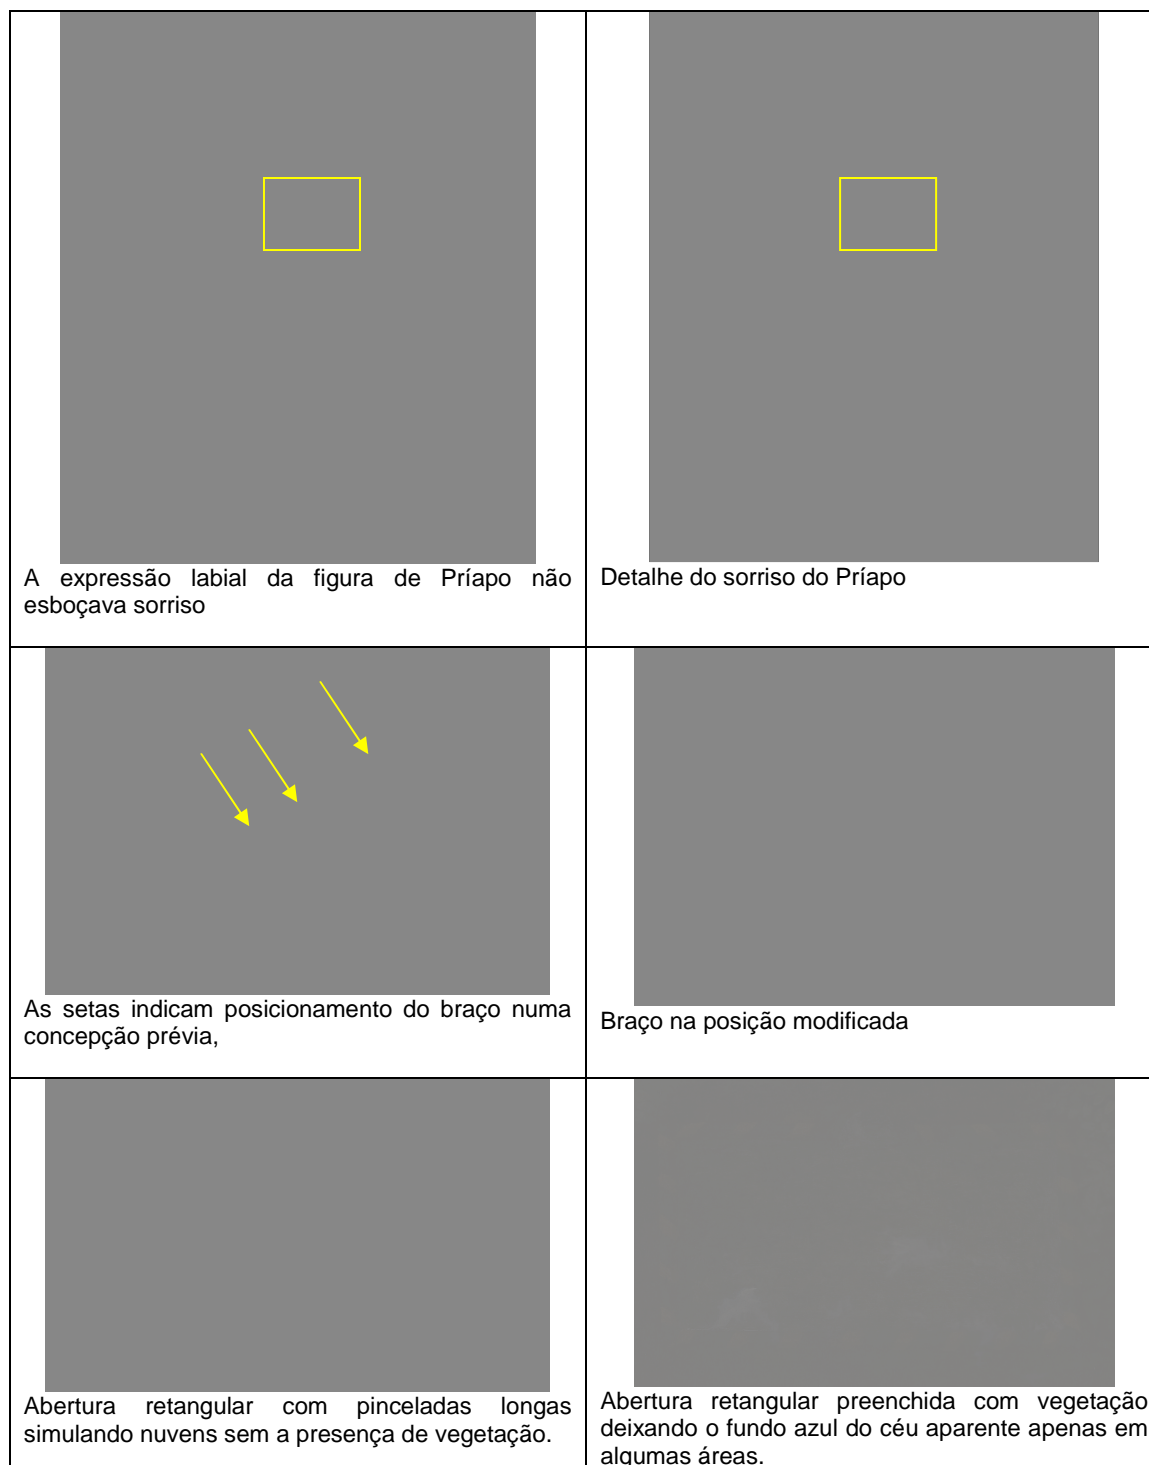 A expressão labial da figura de Príapo não
esboçava sorriso
Detalhe do sorriso do Príapo
As setas indicam posicionamento do braço numa
concepção prévia,
Braço na posição modificada
Abertura retangular com pinceladas longas
simulando nuvens sem a presença de vegetação.
Abertura retangular preenchida com vegetação
deixando o fundo azul do céu aparente apenas em
algumas áreas.